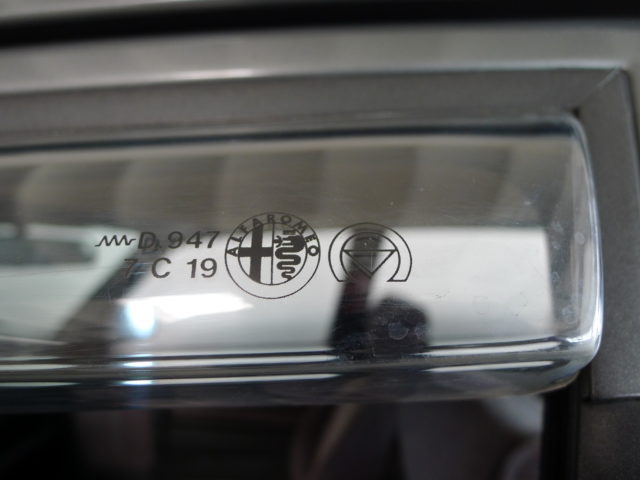 D. 947
7-C 19
ALFA ROMEO